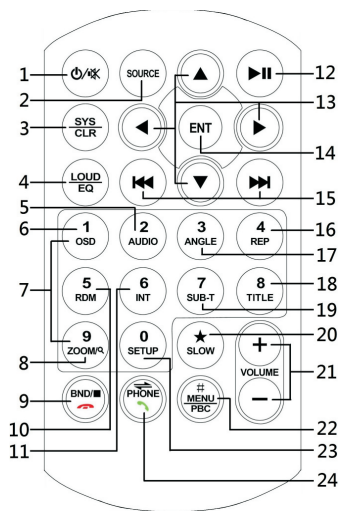 1
SOURCE
12
2
13
3
SYS
CLR
ENT
14
4
LOUD
EQ
15
5
6
1
OSD
2
AUDIO
3
ANGLE
4
REP
16
17
7
5
RDM
6
INT
7
SUB-T
8
TITLE
18
19
8
9
ZOOM/
0
SETUP
★
SLOW
20
+
VOLUME
−
21
9
BND/■
PHONE
#
MENU
PBC
10
11
22
23
24